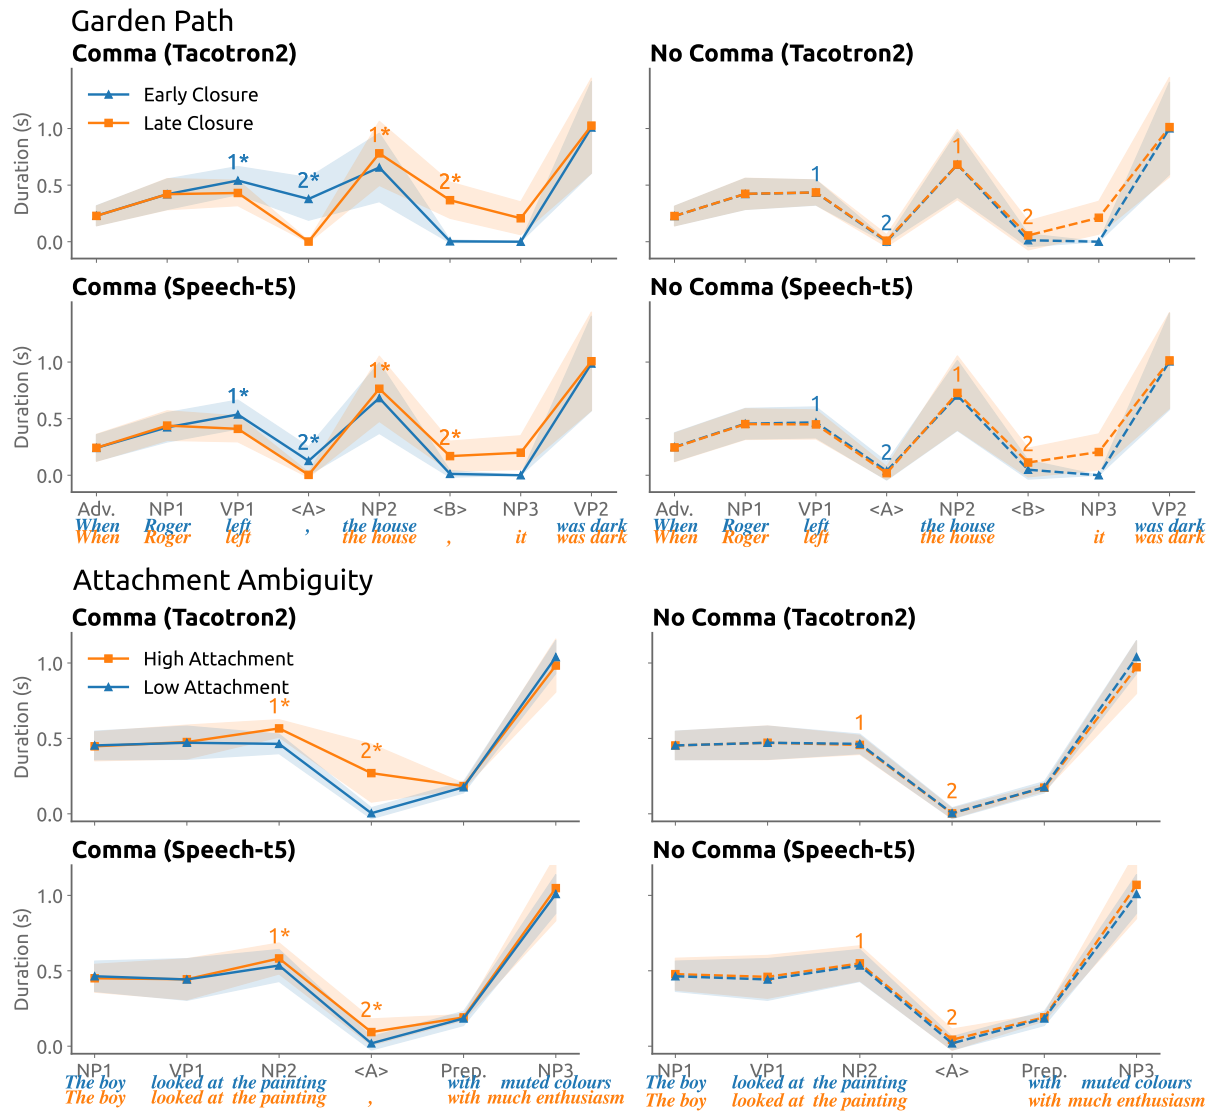 Garden Path
Comma (Tacotron2)
No Comma (Tacotron2)
Early Closure
Late Closure
Duration (s)
1.0
0.5
0.0
1*
2*
1*
2*
1
2
1
2
Comma (Speech-t5)
No Comma (Speech-t5)
Duration (s)
1.0
0.5
0.0
1*
2*
1*
2*
1
2
1
2
Adv. NP1 VP1 <A> NP2 <B> NP3 VP2
When Roger left , the house was dark
When Roger left the house , it was dark
Adv. NP1 VP1 <A> NP2 <B> NP3 VP2
When Roger left the house was dark
When Roger left the house it was dark
Attachment Ambiguity
Comma (Tacotron2)
No Comma (Tacotron2)
High Attachment
Low Attachment
Duration (s)
1.0
0.5
0.0
1*
2*
1
2
Comma (Speech-t5)
No Comma (Speech-t5)
Duration (s)
1.0
0.5
0.0
1*
2*
1
2
NP1 VP1 NP2 <A> Prep. NP3
The boy looked at the painting with muted colours
The boy looked at the painting , with much enthusiasm
NP1 VP1 NP2 <A> Prep. NP3
The boy looked at the painting with muted colours
The boy looked at the painting with much enthusiasm